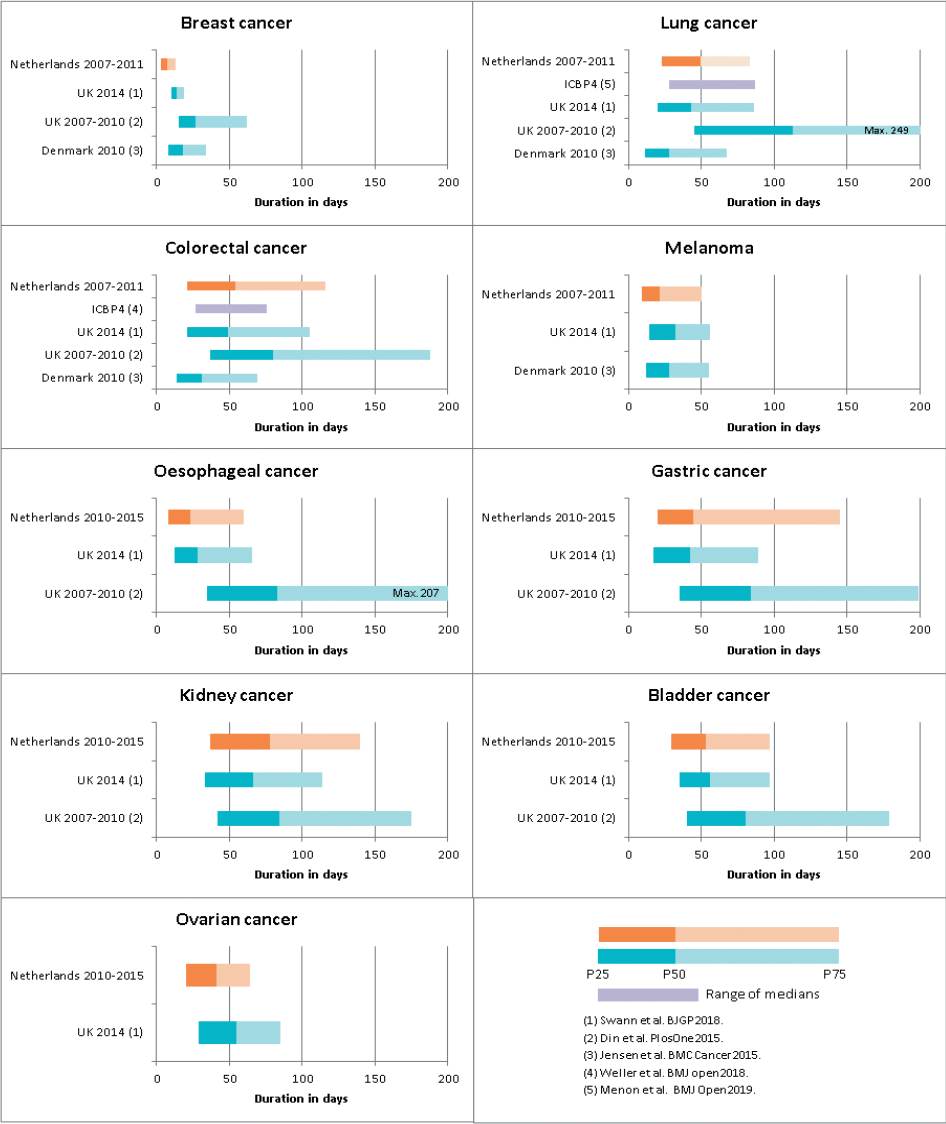 Breast cancer
Netherlands 2007-2011
UK 2014 (1)
UK 2007-2010 (2)
Denmark 2010 (3)
0 50 100 150 200
Duration in days
Lung cancer
Netherlands 2007-2011
ICBP4 (5)
UK 2014 (1)
UK 2007-2010 (2)
Max. 249
Denmark 2010 (3)
0 50 100 150 200
Duration in days
Colorectal cancer
Netherlands 2007-2011
ICBP4 (4)
UK 2014 (1)
UK 2007-2010 (2)
Denmark 2010 (3)
0 50 100 150 200
Duration in days
Melanoma
Netherlands 2007-2011
UK 2014 (1)
Denmark 2010 (3)
0 50 100 150 200
Duration in days
Oesophageal cancer
Netherlands 2010-2015
UK 2014 (1)
UK 2007-2010 (2)
Max. 207
0 50 100 150 200
Duration in days
Gastric cancer
Netherlands 2010-2015
UK 2014 (1)
UK 2007-2010 (2)
0 50 100 150 200
Duration in days
Kidney cancer
Netherlands 2010-2015
UK 2014 (1)
UK 2007-2010 (2)
0 50 100 150 200
Duration in days
Bladder cancer
Netherlands 2010-2015
UK 2014 (1)
UK 2007-2010 (2)
0 50 100 150 200
Duration in days
Ovarian cancer
Netherlands 2010-2015
UK 2014 (1)
0 50 100 150 200
Duration in days
P25 P50 P75
Range of medians
(1) Swann et al. BJGP 2018.
(2) Din et al. PlosOne 2015.
(3) Jensen et al. BMC Cancer 2015.
(4) Weller et al. BMJ open 2018.
(5) Menon et al. BMJ Open 2019.